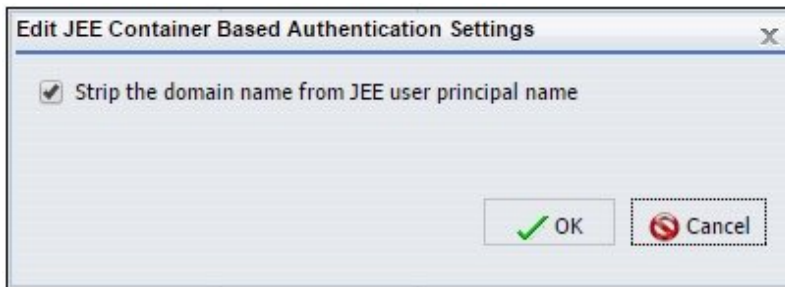 Edit JEE Container Based Authentication Settings
x
Strip the domain name from JEE user principal name
OK
Cancel